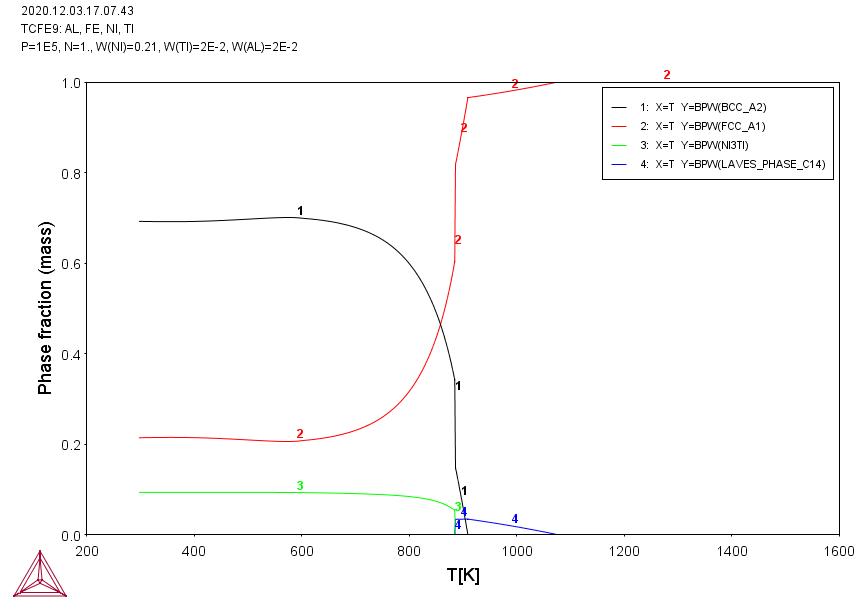 2020.12.03.17.07.43
TCFE9: AL, FE, NI, TI
P=1E5, N=1., W(NI)=0.21, W(TI)=2E-2, W(AL)=2E-2
1: X=T Y=BPW(BCC_A2)
2: X=T Y=BPW(FCC_A1)
3: X=T Y=BPW(NI3TI)
4: X=T Y=BPW(LAVES_PHASE_C14)
Phase fraction (mass)
1.0
0.8
0.6
0.4
0.2
0.0
2
2
2
2
1
1
2
3
1
3
4
4
4
200 400 600 800 1000 1200 1400 1600
T[K]